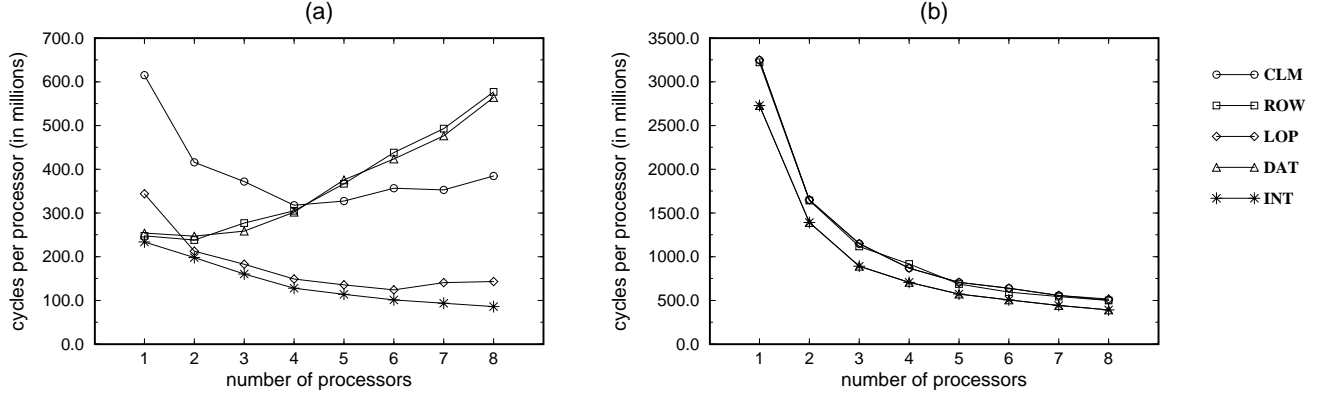 (a)
cycles per processor (in millions)
700.0
600.0
500.0
400.0
300.0
200.0
100.0
0.0
1 2 3 4 5 6 7 8
number of processors
(b)
cycles per processor (in millions)
3500.0
3000.0
2500.0
2000.0
1500.0
1000.0
500.0
0.0
1 2 3 4 5 6 7 8
number of processors
CLM
ROW
LOP
DAT
INT